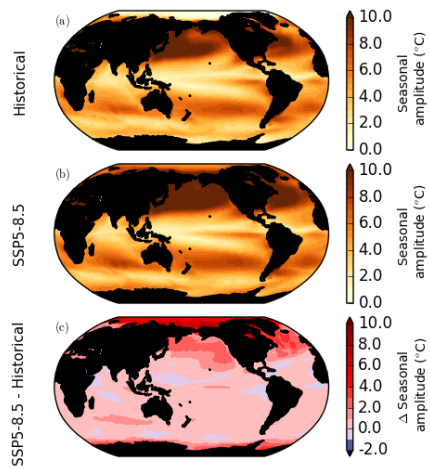 Historical
(a)
10.0
8.0
6.0
4.0
2.0
0.0
Seasonal
amplitude (°C)
SSP5-8.5
(b)
10.0
8.0
6.0
4.0
2.0
0.0
Seasonal
amplitude (°C)
SSP5-8.5 - Historical
(c)
10.0
8.0
6.0
4.0
2.0
0.0
-2.0
Δ Seasonal
amplitude (°C)